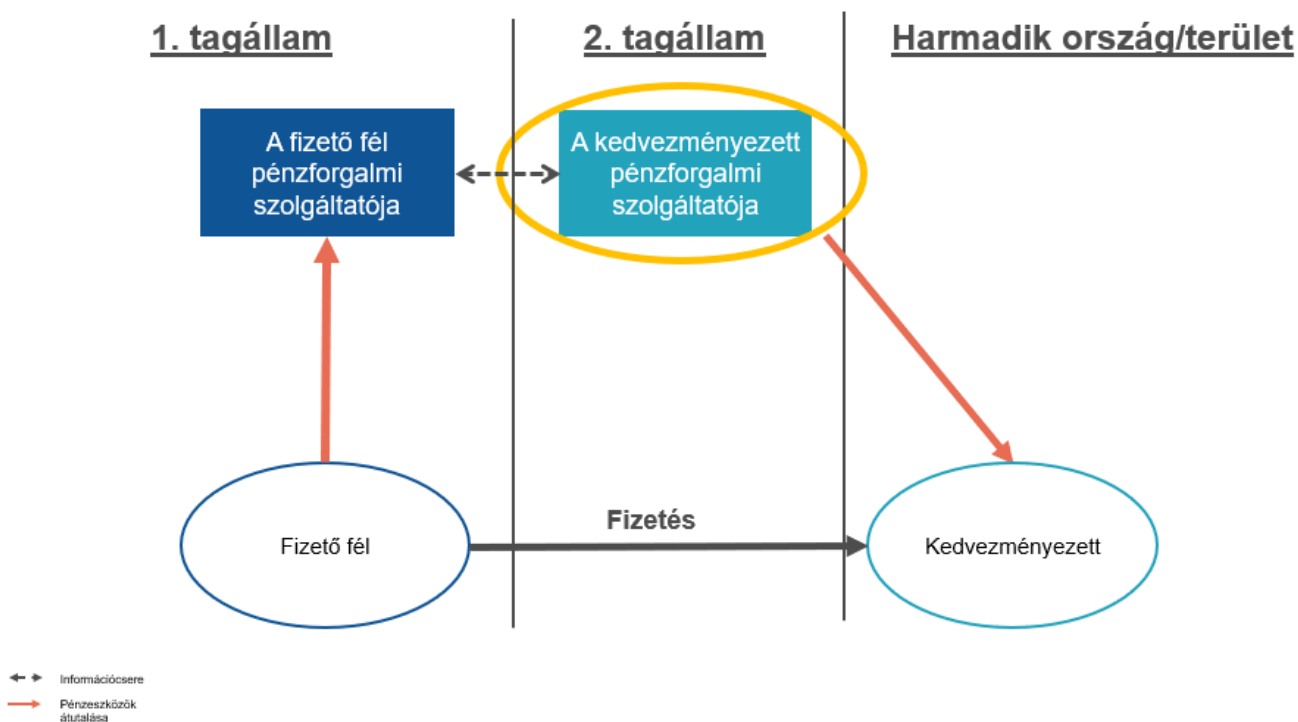 1. tagállam
2. tagállam
Harmadik ország/terület
A fizető fél
pénzforgalmi
szolgáltatója
A kedvezményezett
pénzforgalmi
szolgáltatója
Fizetés
Fizető fél
Kedvezményezett
Információcsere
Pénzeszközök
átutalása